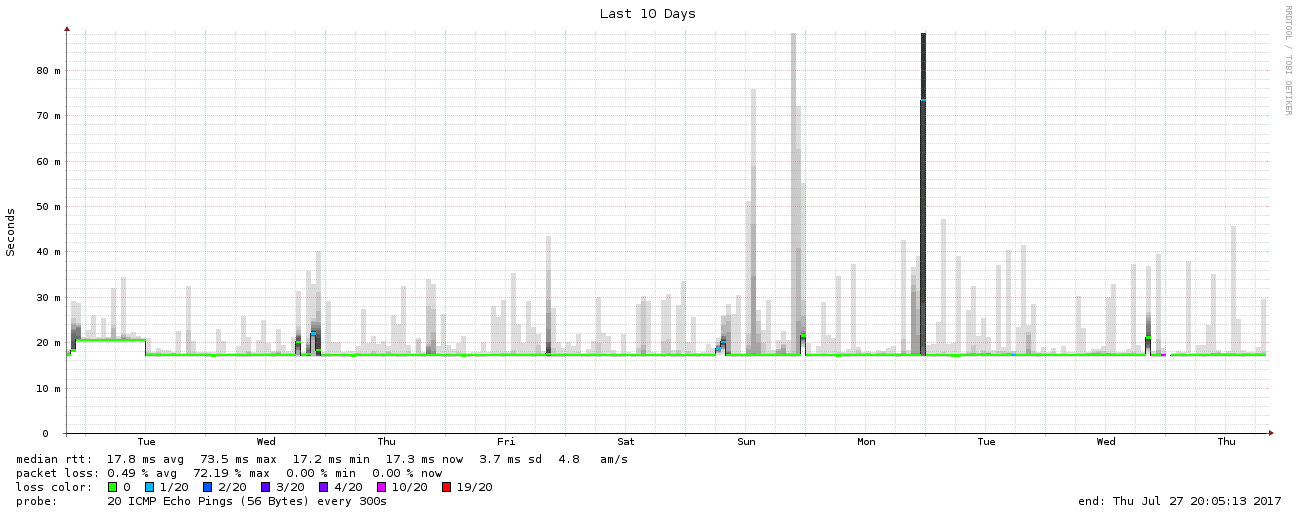 Last 10 Days
RRDTOOL / TOBI OETIKER
Seconds
80 m
70 m
60 m
50 m
40 m
30 m
20 m
10 m
0
Tue Wed Thu Fri Sat Sun Mon Tue Wed Thu
median rtt: 17.8 ms avg 73.5 ms max 17.2 ms min 17.3 ms now 3.7 ms sd 4.8 am/s
packet loss: 0.49 % avg 72.19 % max 0.00 % min 0.00 % now
loss color: 0 1/20 2/20 3/20 4/20 10/20 19/20
probe: 20 ICMP Echo Pings (56 Bytes) every 300s end: Thu Jul 27 20:05:13 2017